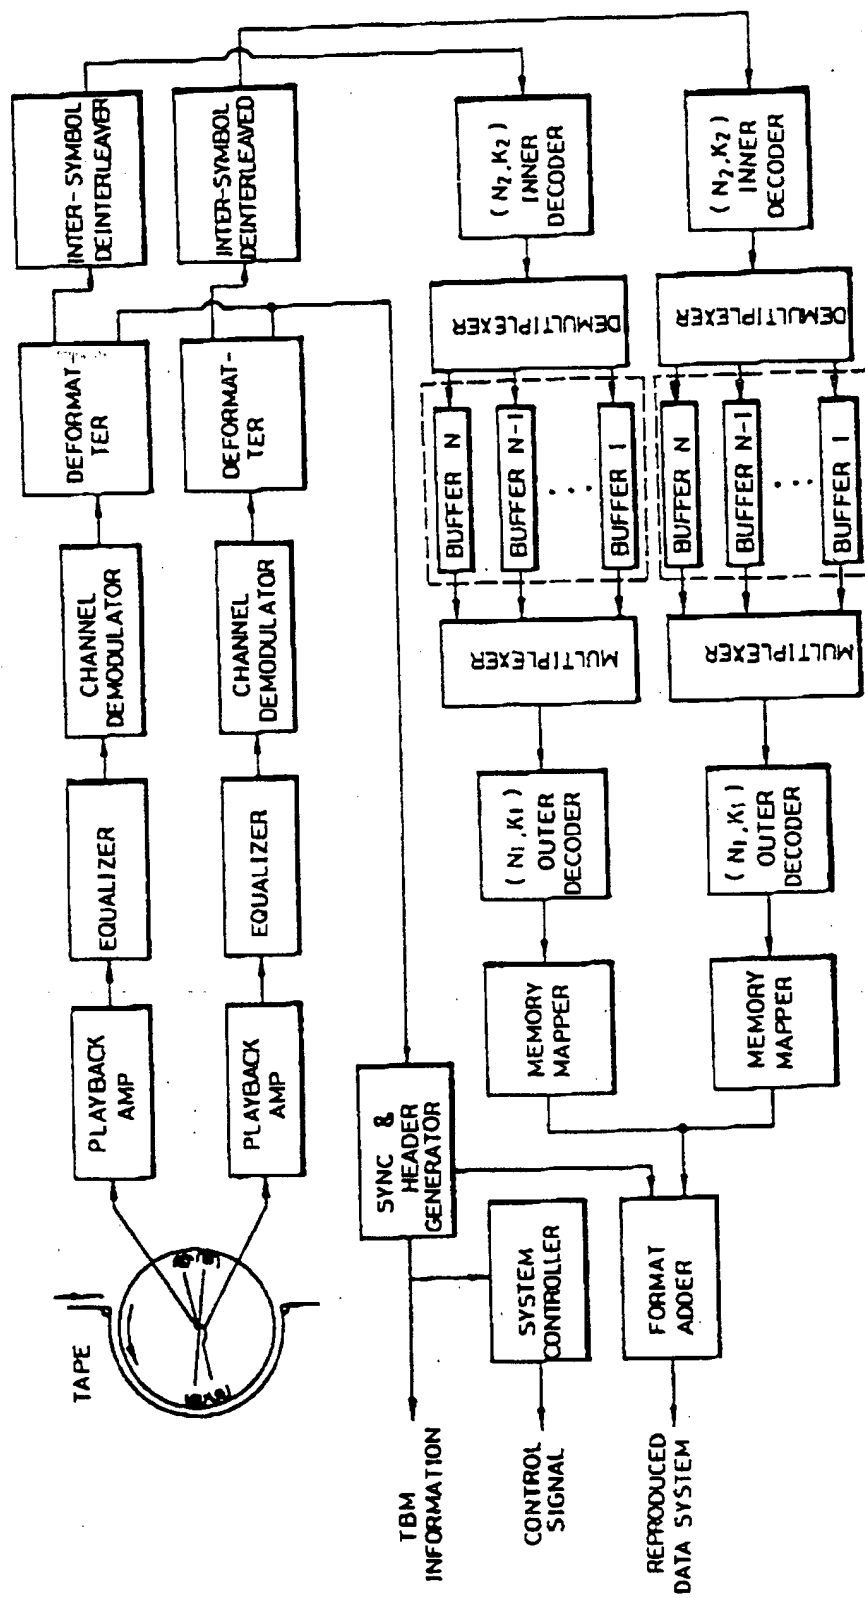 TAPE
PLAYBACK
AMP
EQUALIZER
CHANNEL
DEMODULATOR
DEFORMAT-
TER
INTER-SYMBOL
DEINTERLEAVER
PLAYBACK
AMP
EQUALIZER
CHANNEL
DEMODULATOR
DEFORMAT-
TER
INTER-SYMBOL
DEINTERLEAVED
TBM
INFORMATION
SYNC &
HEADER
GENERATOR
CONTROL
SIGNAL
SYSTEM
CONTROLLER
REPRODUCED
DATA SYSTEM
FORMAT
ADDER
MEMORY
MAPPER
(N1,K1)
OUTER
DECODER
MULTIPLEXER
BUFFER N
BUFFER N-1
...
BUFFER 1
DEMULTIPLEXER
(N2,K2)
INNER
DECODER
MEMORY
MAPPER
(N1,K1)
OUTER
DECODER
MULTIPLEXER
BUFFER N
BUFFER N-1
...
BUFFER 1
DEMULTIPLEXER
(N2,K2)
INNER
DECODER